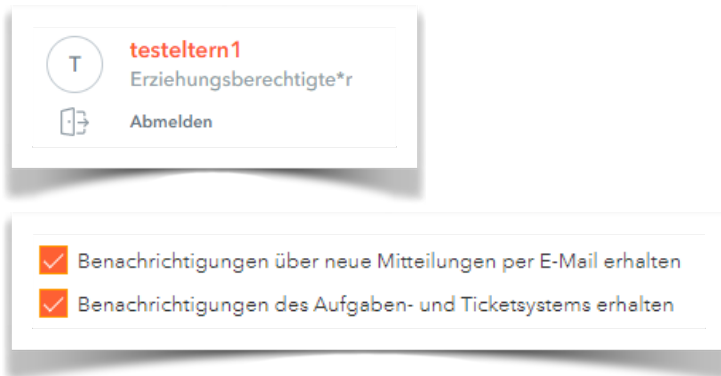 T
testeltern1
Erziehungsberechtigte*r
Abmelden
Benachrichtigungen über neue Mitteilungen per E-Mail erhalten
Benachrichtigungen des Aufgaben- und Ticketsystems erhalten